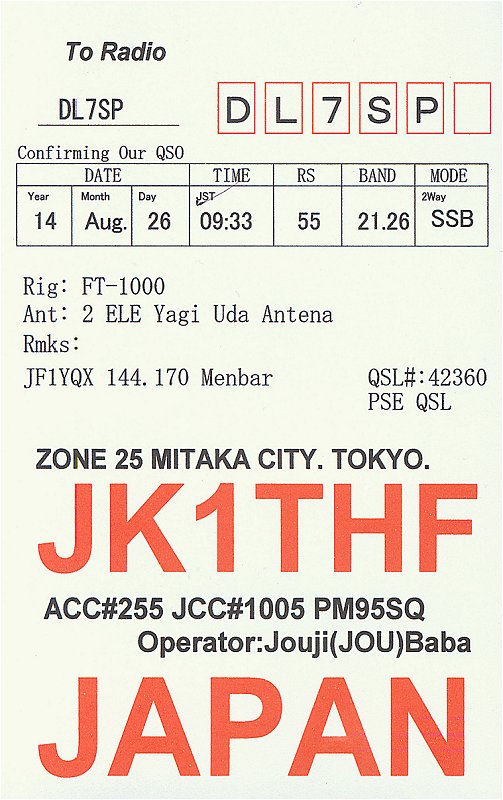 To Radio
DL7SP DL7SP
Confirming Our QSO
DATE TIME RS BAND MODE
Year Month Day JST 2Way
14 Aug. 26 09:33 55 21.26 SSB
Rig: FT-1000
Ant: 2 ELE Yagi Uda Antena
Rmks:
JF1YQX 144.170 Menbar QSL#:42360
PSE QSL
ZONE 25 MITAKA CITY. TOKYO.
JK1THF
ACC#255 JCC#1005 PM95SQ
Operator:Jouji(JOU)Baba
JAPAN